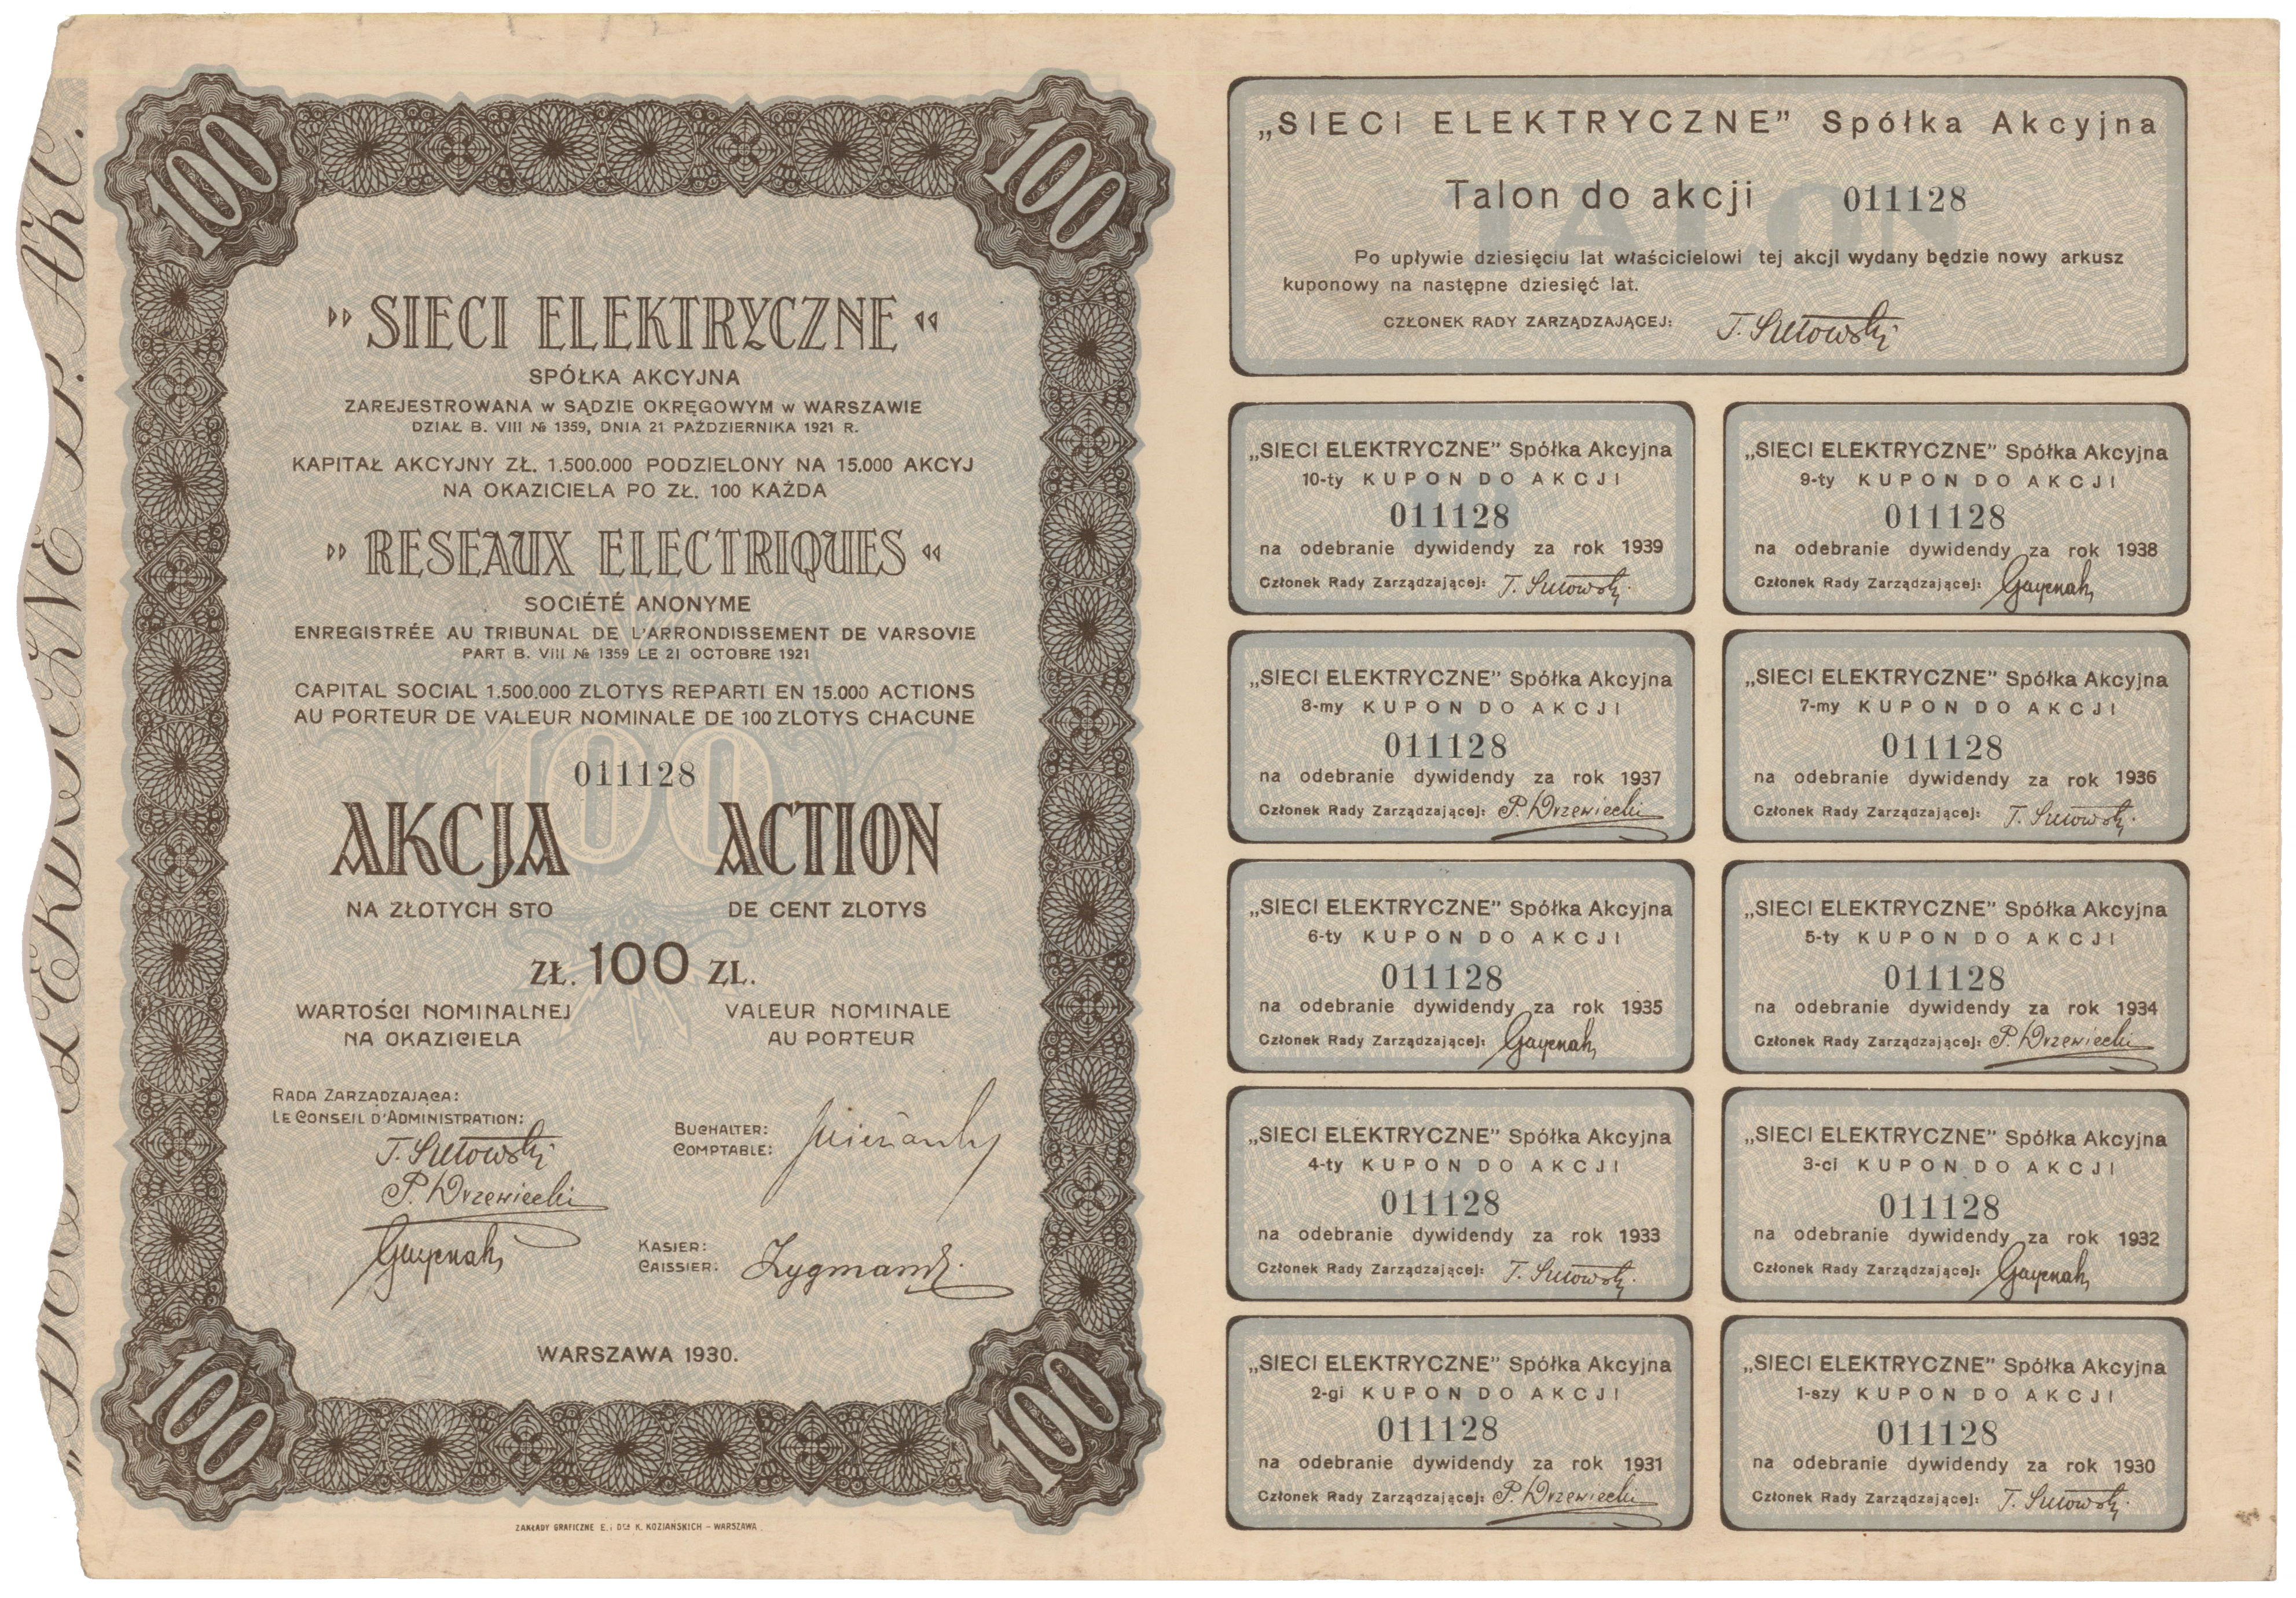 100
100
„SIECI ELEKTRYCZNE S. Akc.
»SIECI ELEKTRYCZNE«
SPÓŁKA AKCYJNA
ZAREJESTROWANA w SĄDZIE OKRĘGOWYM w WARSZAWIE
DZIAŁ B. VIII № 1359, DNIA 21 PAŹDZIERNIKA 1921 R.
KAPITAŁ AKCYJNY ZŁ. 1.500.000 PODZIELONY NA 15.000 AKCYJ
NA OKAZICIELA PO ZŁ. 100 KAŻDA
»RESEAUX ELECTRIQUES«
SOCIÉTÉ ANONYME
ENREGISTRÉE AU TRIBUNAL DE L'ARRONDISSEMENT DE VARSOVIE
PART B. VIII № 1359 LE 21 OCTOBRE 1921
CAPITAL SOCIAL 1.500.000 ZLOTYS REPARTI EN 15.000 ACTIONS
AU PORTEUR DE VALEUR NOMINALE DE 100 ZLOTYS CHACUNE
100
011128
AKCJA ACTION
NA ZŁOTYCH STO DE CENT ZLOTYS
ZŁ. 100 ZL.
WARTOŚCI NOMINALNEJ VALEUR NOMINALE
NA OKAZICIELA AU PORTEUR
RADA ZARZĄDZAJĄCA:
LE CONSEIL D'ADMINISTRATION:
T. Sułowski
P. Drzewiecki
BUCHALTER:
COMPTABLE:
KASIER:
CAISSIER:
Zygmand
WARSZAWA 1930.
100
100
ZAKŁADY GRAFICZNE E. i Dra K. KOZIAŃSKICH – WARSZAWA
„SIECI ELEKTRYCZNE” Spółka Akcyjna
TALON
Talon do akcji 011128
Po upływie dziesięciu lat właścicielowi tej akcji wydany będzie nowy arkusz
kuponowy na następne dziesięć lat.
CZŁONEK RADY ZARZĄDZAJĄCEJ: T. Sułowski
„SIECI ELEKTRYCZNE” Spółka Akcyjna
10-ty KUPON DO AKCJI
011128
na odebranie dywidendy za rok 1939
Członek Rady Zarządzającej: T. Sułowski
„SIECI ELEKTRYCZNE” Spółka Akcyjna
9-ty KUPON DO AKCJI
011128
na odebranie dywidendy za rok 1938
Członek Rady Zarządzającej:
„SIECI ELEKTRYCZNE” Spółka Akcyjna
8-my KUPON DO AKCJI
011128
na odebranie dywidendy za rok 1937
Członek Rady Zarządzającej: P. Drzewiecki
„SIECI ELEKTRYCZNE” Spółka Akcyjna
7-my KUPON DO AKCJI
011128
na odebranie dywidendy za rok 1936
Członek Rady Zarządzającej: T. Sułowski
„SIECI ELEKTRYCZNE” Spółka Akcyjna
6-ty KUPON DO AKCJI
011128
na odebranie dywidendy za rok 1935
Członek Rady Zarządzającej:
„SIECI ELEKTRYCZNE” Spółka Akcyjna
5-ty KUPON DO AKCJI
011128
na odebranie dywidendy za rok 1934
Członek Rady Zarządzającej: P. Drzewiecki
„SIECI ELEKTRYCZNE” Spółka Akcyjna
4-ty KUPON DO AKCJI
011128
na odebranie dywidendy za rok 1933
Członek Rady Zarządzającej: T. Sułowski
„SIECI ELEKTRYCZNE” Spółka Akcyjna
3-ci KUPON DO AKCJI
011128
na odebranie dywidendy za rok 1932
Członek Rady Zarządzającej:
„SIECI ELEKTRYCZNE” Spółka Akcyjna
2-gi KUPON DO AKCJI
011128
na odebranie dywidendy za rok 1931
Członek Rady Zarządzającej: P. Drzewiecki
„SIECI ELEKTRYCZNE” Spółka Akcyjna
1-szy KUPON DO AKCJI
011128
na odebranie dywidendy za rok 1930
Członek Rady Zarządzającej: T. Sułowski